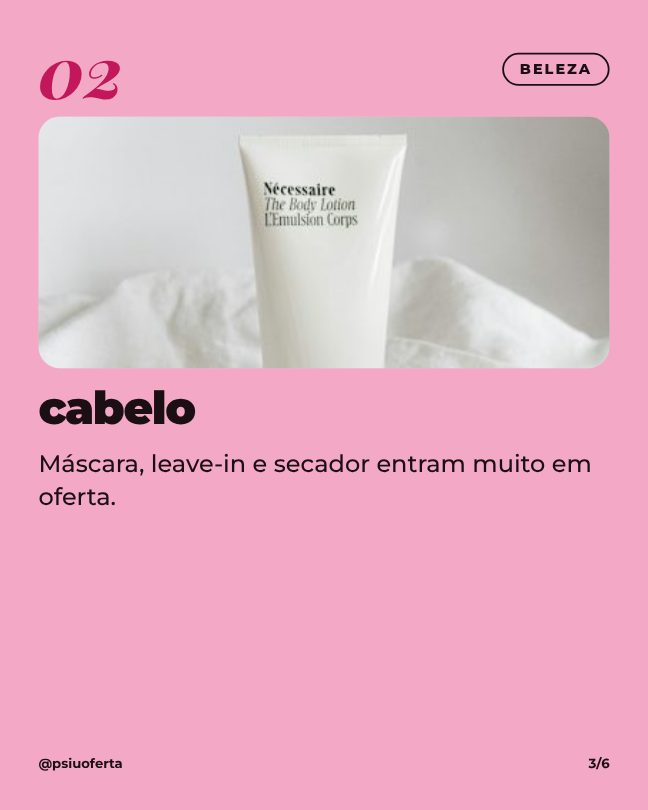 02
BELEZA
Nécessaire
The Body Lotion
L'Emulsion Corps
cabelo
Máscara, leave-in e secador entram muito em
oferta.
@psiuoferta
3/6